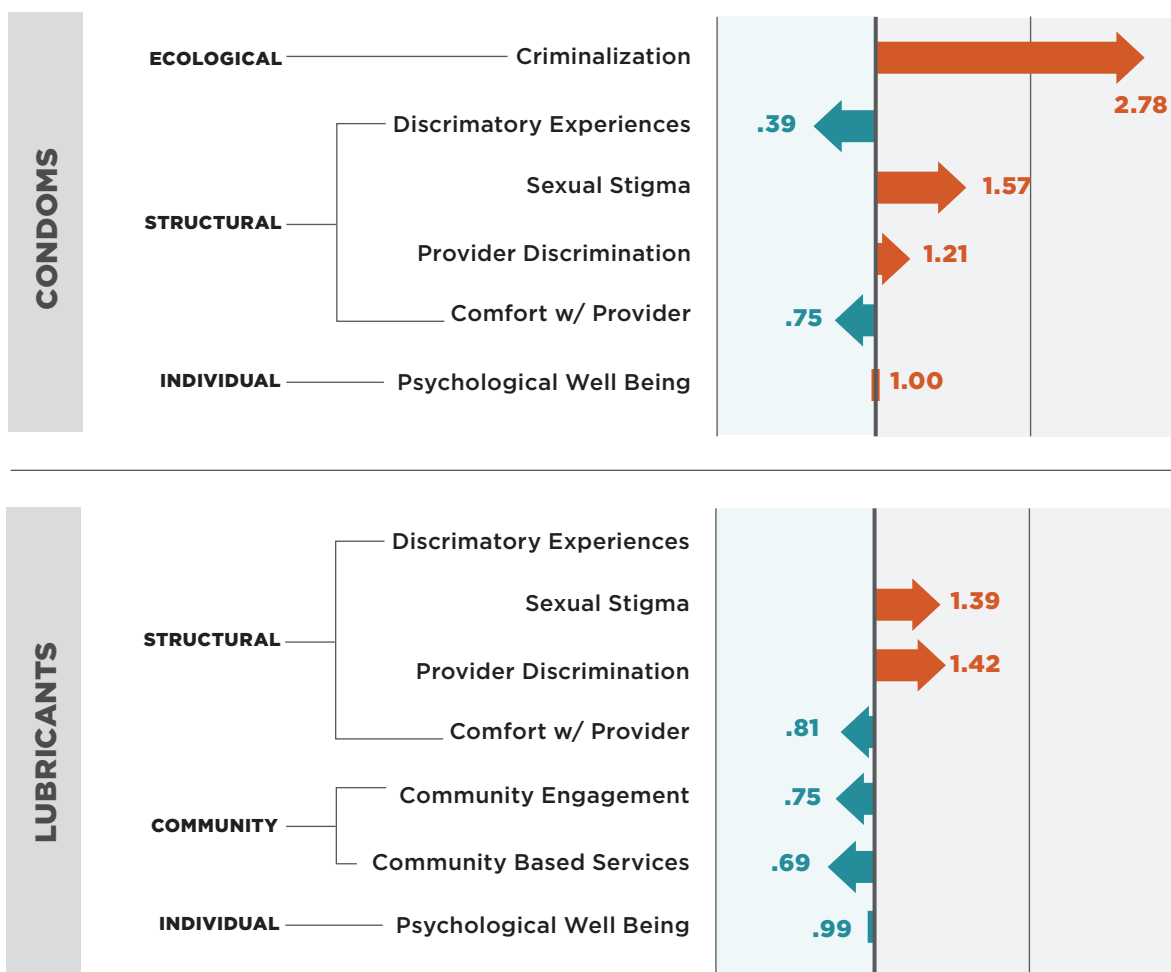 CONDOMS
ECOLOGICAL Criminalization
2.78
Discrimatory Experiences .39
Sexual Stigma 1.57
STRUCTURAL
Provider Discrimination 1.21
Comfort w/ Provider .75
INDIVIDUAL Psychological Well Being 1.00
LUBRICANTS
Discrimatory Experiences
Sexual Stigma 1.39
STRUCTURAL
Provider Discrimination 1.42
Comfort w/ Provider .81
Community Engagement .75
COMMUNITY
Community Based Services .69
INDIVIDUAL Psychological Well Being .99